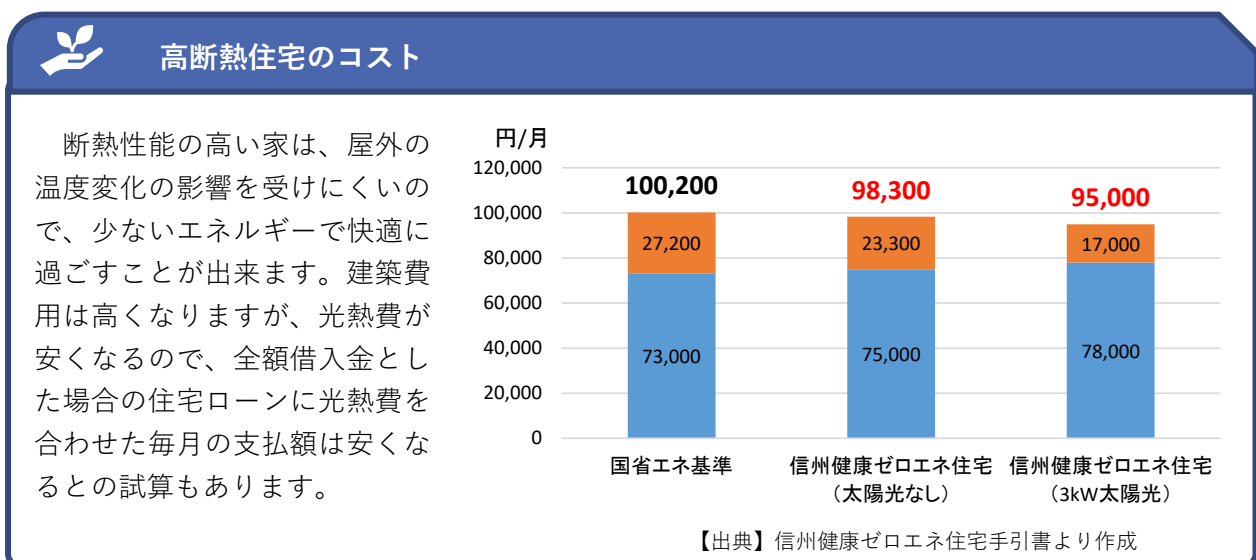 高断熱住宅のコスト
断熱性能の高い家は、屋外の
温度変化の影響を受けにくいの
で、少ないエネルギーで快適に
過ごすことが出来ます。建築費
用は高くなりますが、光熱費が
安くなるので、全額借入金とし
た場合の住宅ローンに光熱費を
合わせた毎月の支払額は安くな
るとの試算もあります。
円/月
120,000
100,000
80,000
60,000
40,000
20,000
0
100,200
27,200
73,000
98,300
23,300
75,000
95,000
17,000
78,000
国省エネ基準
信州健康ゼロエネ住宅
（太陽光なし）
信州健康ゼロエネ住宅
（3kW太陽光）
【出典】信州健康ゼロエネ住宅手引書より作成